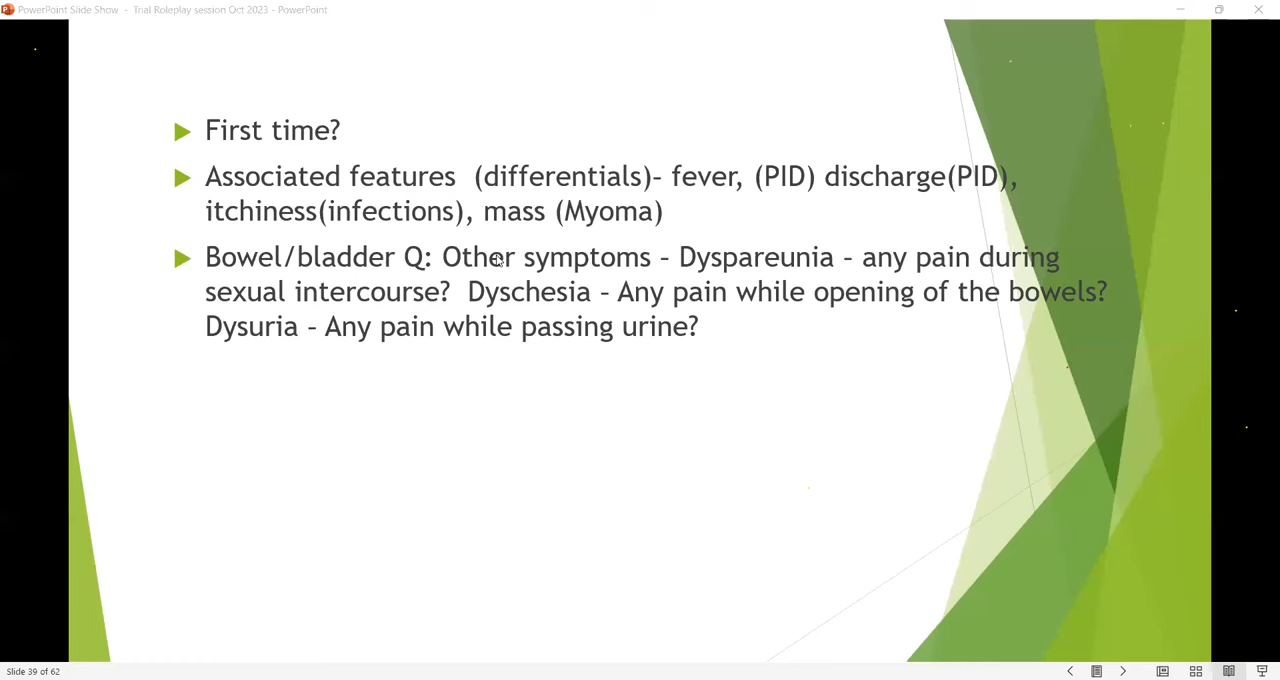 PowerPoint Slide Show - Trial Roleplay session Oct 2023 - PowerPoint
First time?
Associated features (differentials)– fever, (PID) discharge(PID),
itchiness(infections), mass (Myoma)
Bowel/bladder Q: Other symptoms – Dyspareunia – any pain during
sexual intercourse? Dyschesia – Any pain while opening of the bowels?
Dysuria – Any pain while passing urine?
Slide 39 of 62